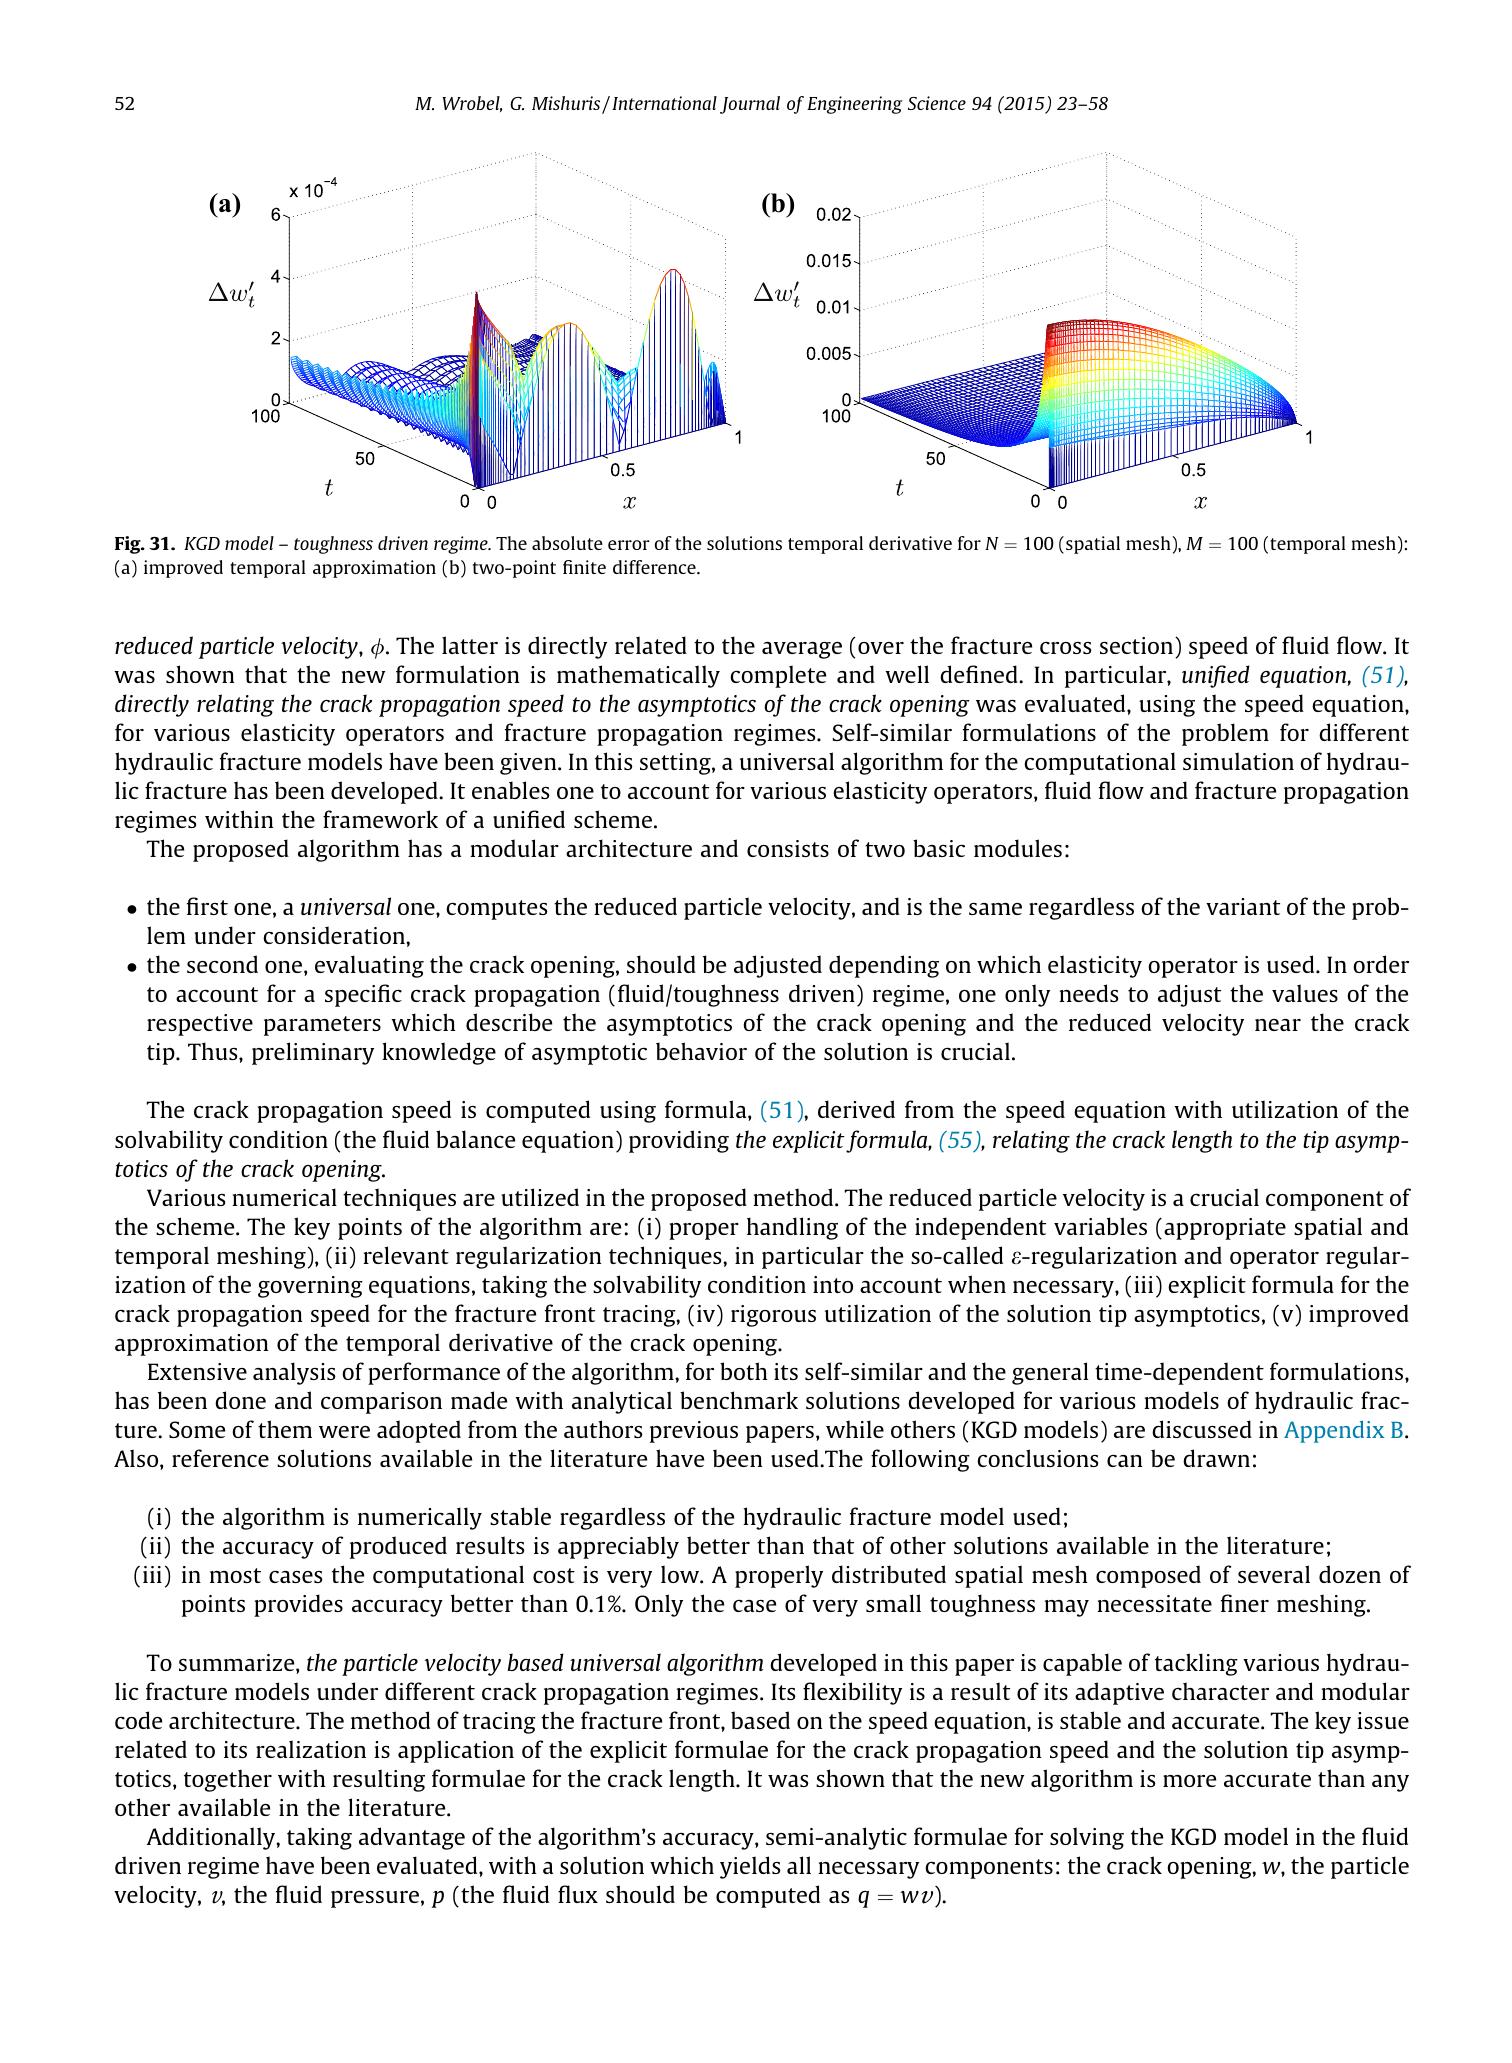 52
M. Wrobel, G. Mishuris / International Journal of Engineering Science 94 (2015) 23–58
(a)
x 10−4
6
4
2
0
Δw′t
100
50
0
t
0
0.5
1
x
(b)
0.02
0.015
0.01
0.005
0
Δw′t
100
50
0
t
0
0.5
1
x
Fig. 31. KGD model – toughness driven regime. The absolute error of the solutions temporal derivative for N = 100 (spatial mesh), M = 100 (temporal mesh):
(a) improved temporal approximation (b) two-point finite difference.
reduced particle velocity, ϕ. The latter is directly related to the average (over the fracture cross section) speed of fluid flow. It
was shown that the new formulation is mathematically complete and well defined. In particular, unified equation, (51),
directly relating the crack propagation speed to the asymptotics of the crack opening was evaluated, using the speed equation,
for various elasticity operators and fracture propagation regimes. Self-similar formulations of the problem for different
hydraulic fracture models have been given. In this setting, a universal algorithm for the computational simulation of hydrau-
lic fracture has been developed. It enables one to account for various elasticity operators, fluid flow and fracture propagation
regimes within the framework of a unified scheme.
The proposed algorithm has a modular architecture and consists of two basic modules:
• the first one, a universal one, computes the reduced particle velocity, and is the same regardless of the variant of the prob-
lem under consideration,
• the second one, evaluating the crack opening, should be adjusted depending on which elasticity operator is used. In order
to account for a specific crack propagation (fluid/toughness driven) regime, one only needs to adjust the values of the
respective parameters which describe the asymptotics of the crack opening and the reduced velocity near the crack
tip. Thus, preliminary knowledge of asymptotic behavior of the solution is crucial.
The crack propagation speed is computed using formula, (51), derived from the speed equation with utilization of the
solvability condition (the fluid balance equation) providing the explicit formula, (55), relating the crack length to the tip asymp-
totics of the crack opening.
Various numerical techniques are utilized in the proposed method. The reduced particle velocity is a crucial component of
the scheme. The key points of the algorithm are: (i) proper handling of the independent variables (appropriate spatial and
temporal meshing), (ii) relevant regularization techniques, in particular the so-called ε-regularization and operator regular-
ization of the governing equations, taking the solvability condition into account when necessary, (iii) explicit formula for the
crack propagation speed for the fracture front tracing, (iv) rigorous utilization of the solution tip asymptotics, (v) improved
approximation of the temporal derivative of the crack opening.
Extensive analysis of performance of the algorithm, for both its self-similar and the general time-dependent formulations,
has been done and comparison made with analytical benchmark solutions developed for various models of hydraulic frac-
ture. Some of them were adopted from the authors previous papers, while others (KGD models) are discussed in Appendix B.
Also, reference solutions available in the literature have been used.The following conclusions can be drawn:
(i) the algorithm is numerically stable regardless of the hydraulic fracture model used;
(ii) the accuracy of produced results is appreciably better than that of other solutions available in the literature;
(iii) in most cases the computational cost is very low. A properly distributed spatial mesh composed of several dozen of
points provides accuracy better than 0.1%. Only the case of very small toughness may necessitate finer meshing.
To summarize, the particle velocity based universal algorithm developed in this paper is capable of tackling various hydrau-
lic fracture models under different crack propagation regimes. Its flexibility is a result of its adaptive character and modular
code architecture. The method of tracing the fracture front, based on the speed equation, is stable and accurate. The key issue
related to its realization is application of the explicit formulae for the crack propagation speed and the solution tip asymp-
totics, together with resulting formulae for the crack length. It was shown that the new algorithm is more accurate than any
other available in the literature.
Additionally, taking advantage of the algorithm's accuracy, semi-analytic formulae for solving the KGD model in the fluid
driven regime have been evaluated, with a solution which yields all necessary components: the crack opening, w, the particle
velocity, v, the fluid pressure, p (the fluid flux should be computed as q = wv).